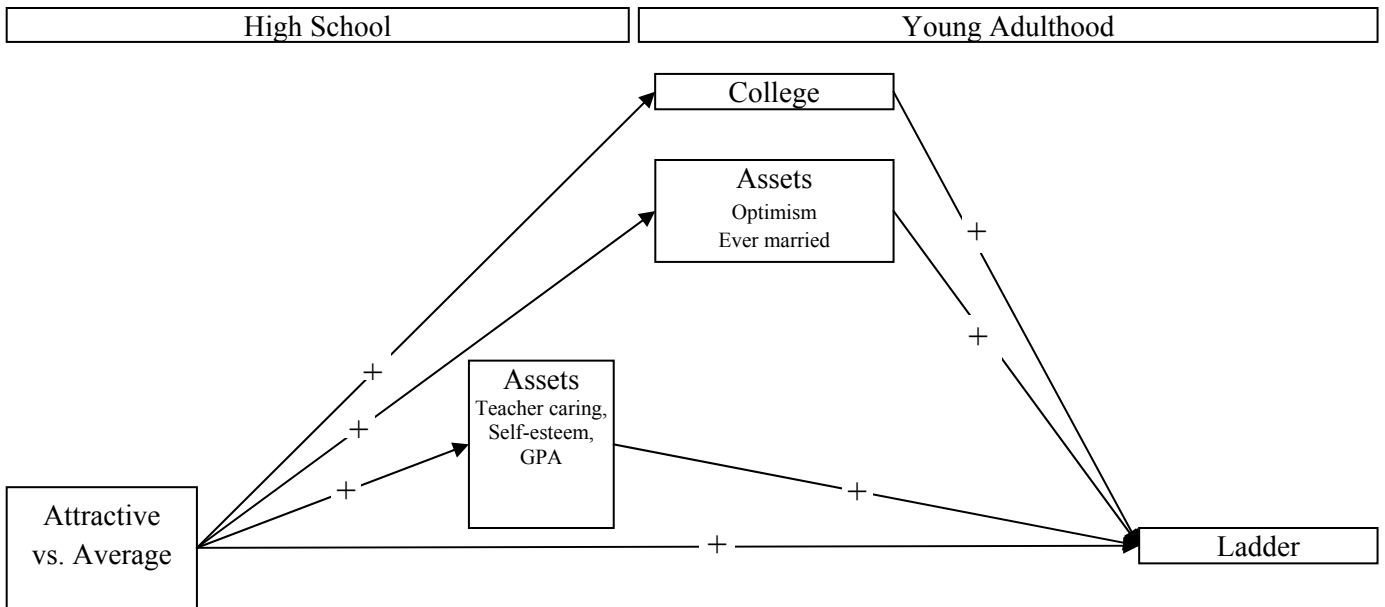 High School
Young Adulthood
College
Assets
Optimism
Ever married
+
+
+
+
Assets
Teacher caring,
Self-esteem,
GPA
+
+
Attractive
vs. Average
+
Ladder